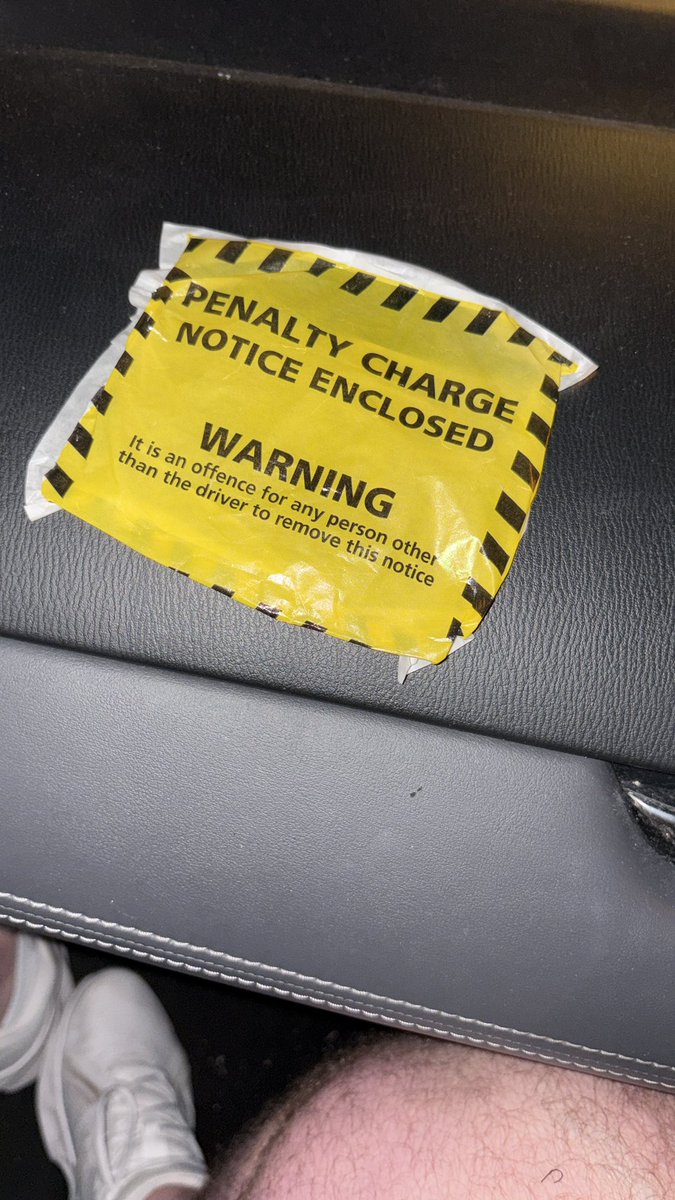 PENALTY CHARGE
NOTICE ENCLOSED
WARNING
It is an offence for any person other
than the driver to remove this notice